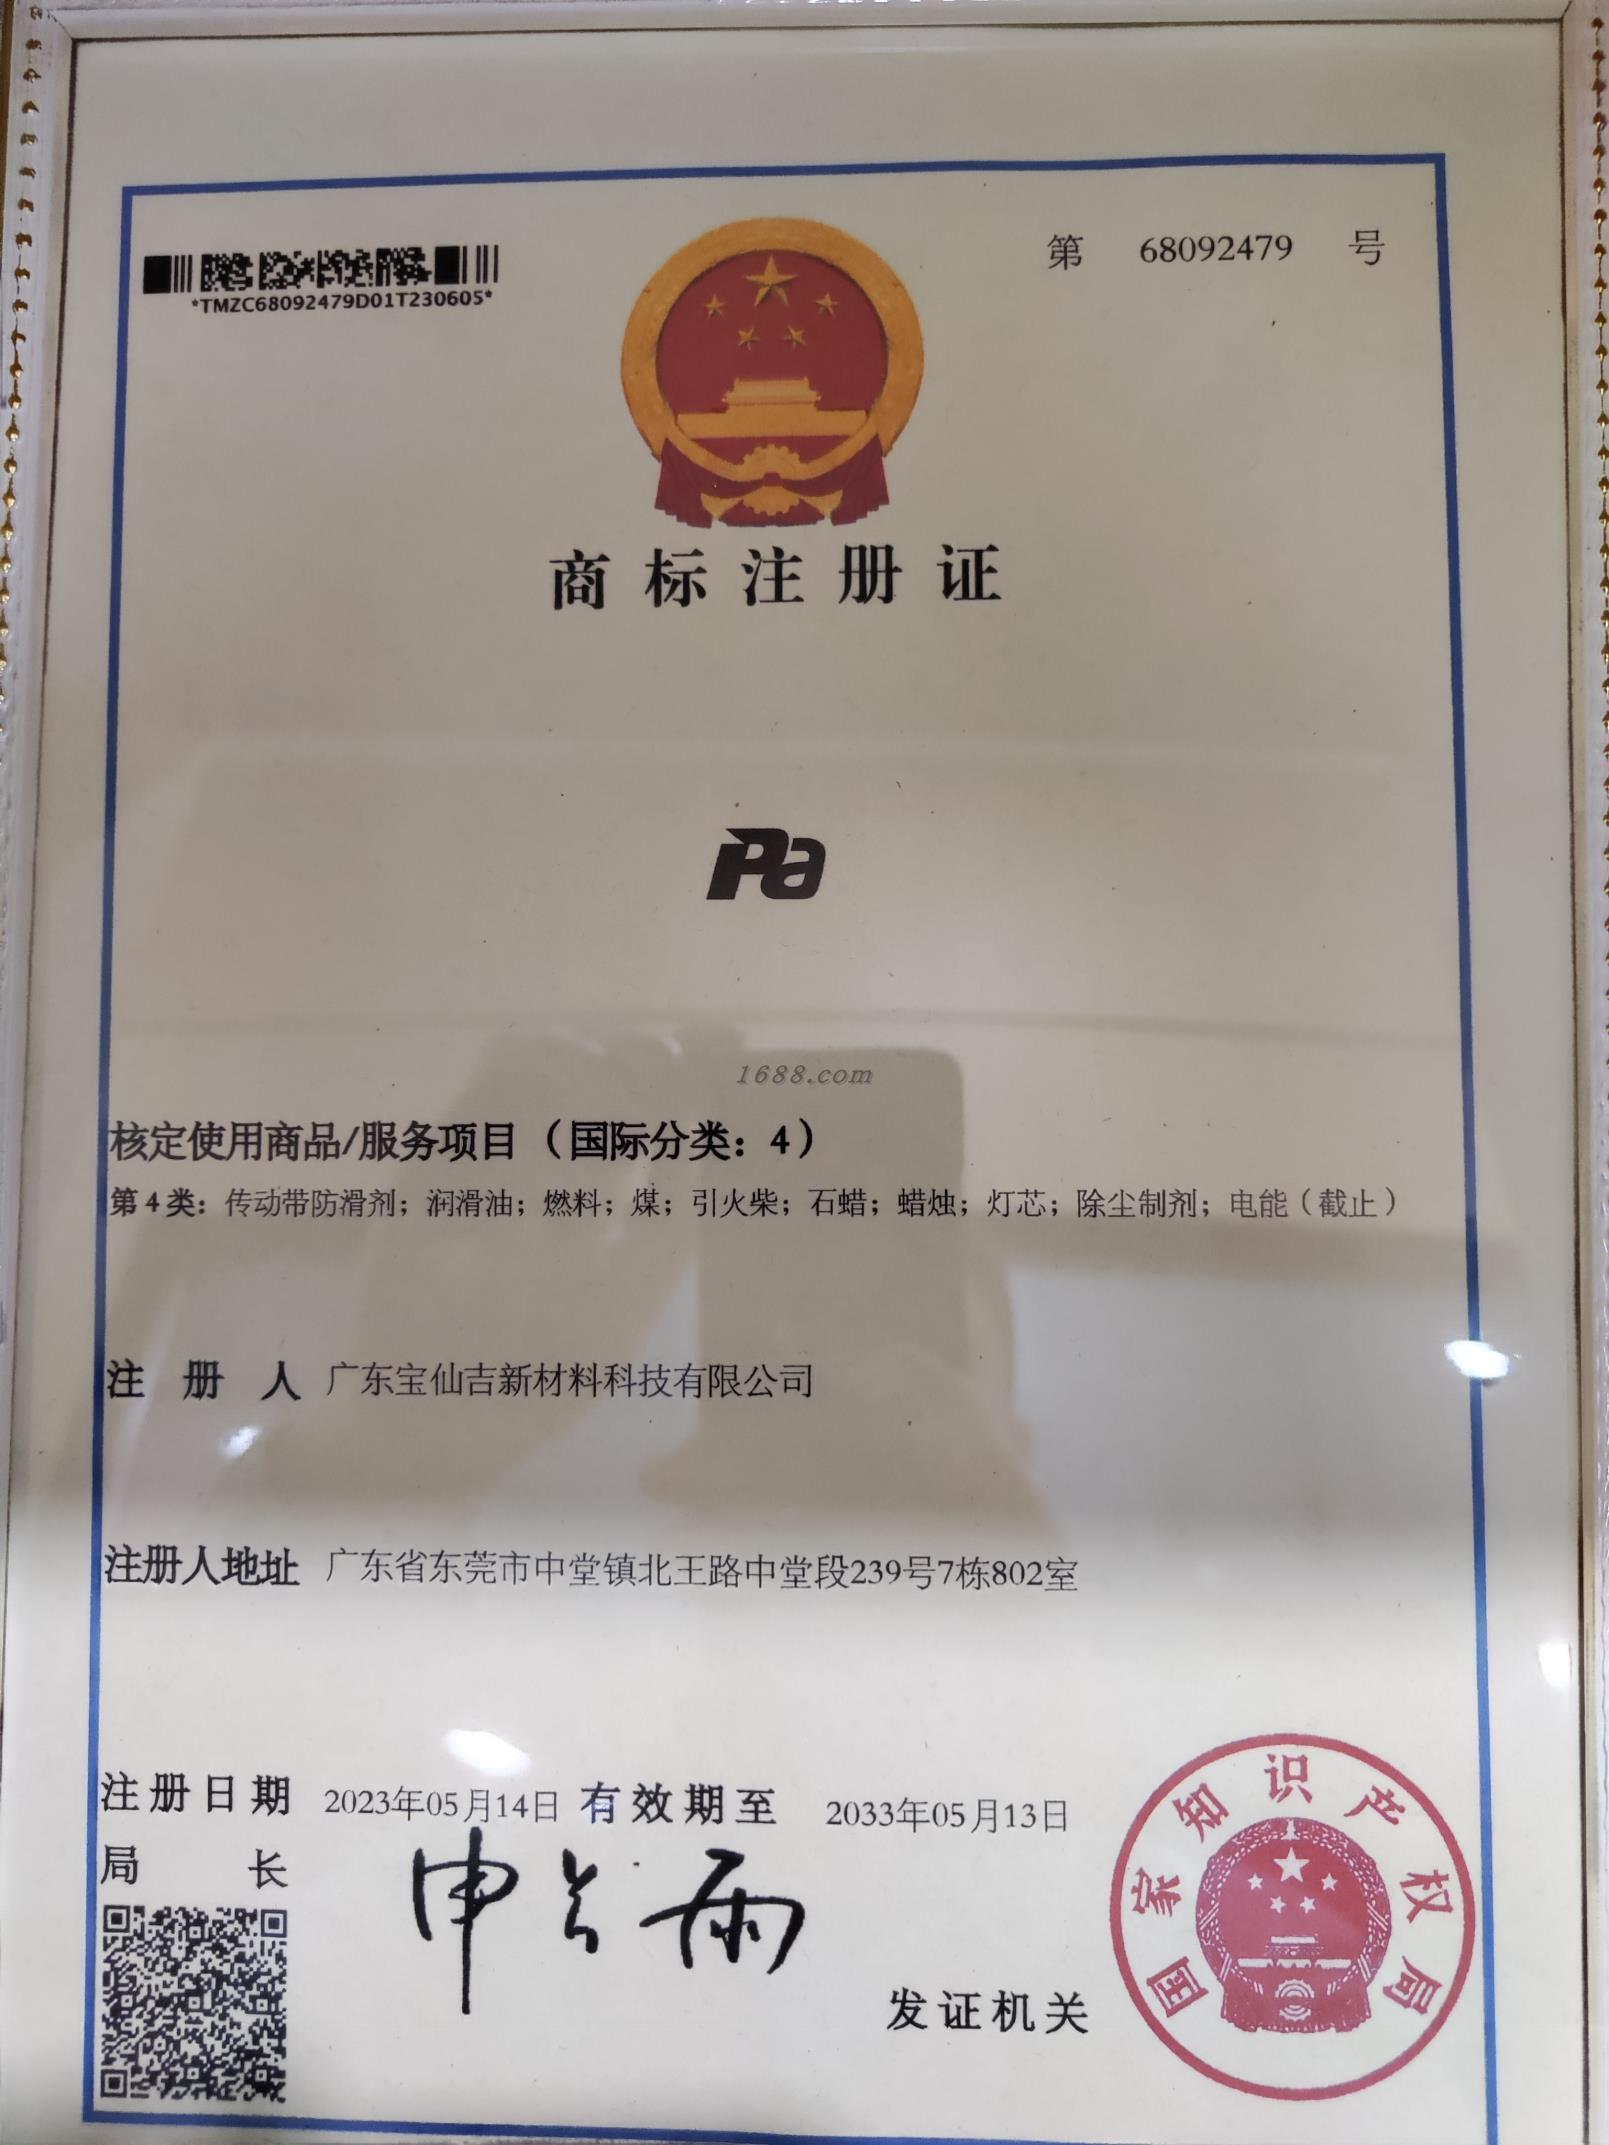 第 68092479 号
*TMZC68092479D01T230605*
商标注册证
Pa
1688.com
核定使用商品/服务项目（国际分类：4）
第4类：传动带防滑剂；润滑油；燃料；煤；引火柴；石蜡；蜡烛；灯芯；除尘制剂；电能（截止）
注册人 广东宝仙吉新材料科技有限公司
注册人地址 广东省东莞市中堂镇北王路中堂段239号7栋802室
注册日期 2023年05月14日 有效期至 2033年05月13日
局长 申长雨
发证机关
国家知识产权局